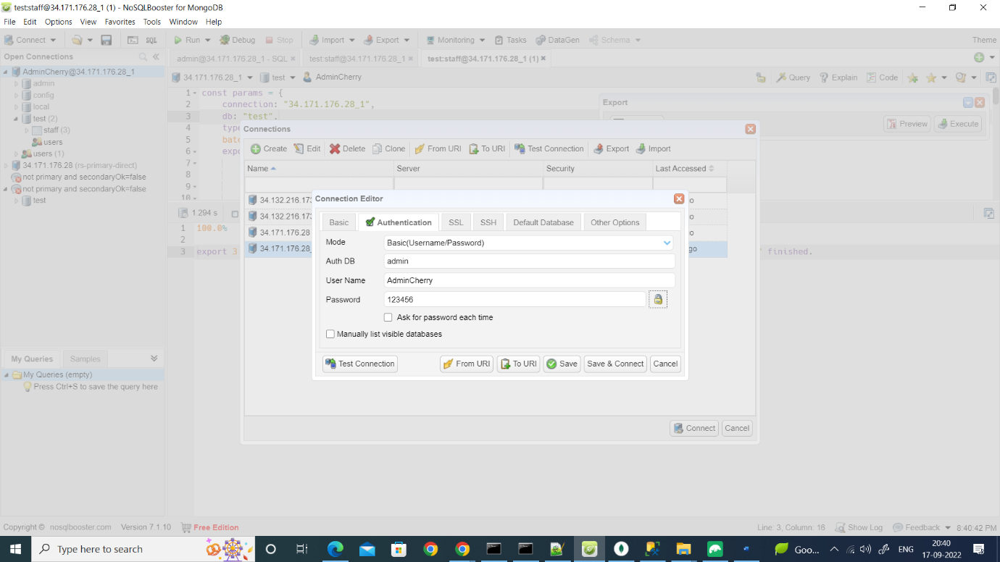 test:staff@34.171.176.28_1 (1) - NoSQLBooster for MongoDB
File Edit Options View Favorites Tools Window Help
Connect SQL Run Debug Stop Import Export Monitoring Tasks DataGen Schema Theme
Open Connections
admin@34.171.176.28_1 - SQL test:staff@34.171.176.28_1 test:staff@34.171.176.28_1 (1)
AdminCherry@34.171.176.28_1
admin
config
local
test (2)
staff (3)
users
users (1)
34.171.176.28 (rs-primary-direct)
not primary and secondaryOk=false
not primary and secondaryOk=false
test
34.171.176.28_1 test AdminCherry Query Explain Code
1 const params = {
2 connection: "34.171.176.28_1",
3 db: "test",
4 typ
5 bat
6 exp
7
8
9
10
Export
Preview Execute
Connections
Create Edit Delete Clone From URI To URI Test Connection Export Import
Name Server Security Last Accessed
34.132.216.17 o
34.132.216.17 o
34.171.176.28 o
34.171.176.28_ go
Connection Editor
Basic Authentication SSL SSH Default Database Other Options
Mode Basic(Username/Password)
Auth DB admin
User Name AdminCherry
Password 123456
Ask for password each time
Manually list visible databases
Test Connection From URI To URI Save Save & Connect Cancel
Connect Cancel
1.294 s
1 100.0%
2
3 export 3 " finished.
My Queries Samples
My Queries (empty)
Press Ctrl+S to save the query here
Copyright © nosqlbooster.com Version 7.1.10 Free Edition Line: 3, Column: 16 Show Log Feedback 8:40:42 PM
Type here to search Goo... ENG 20:40
17-09-2022